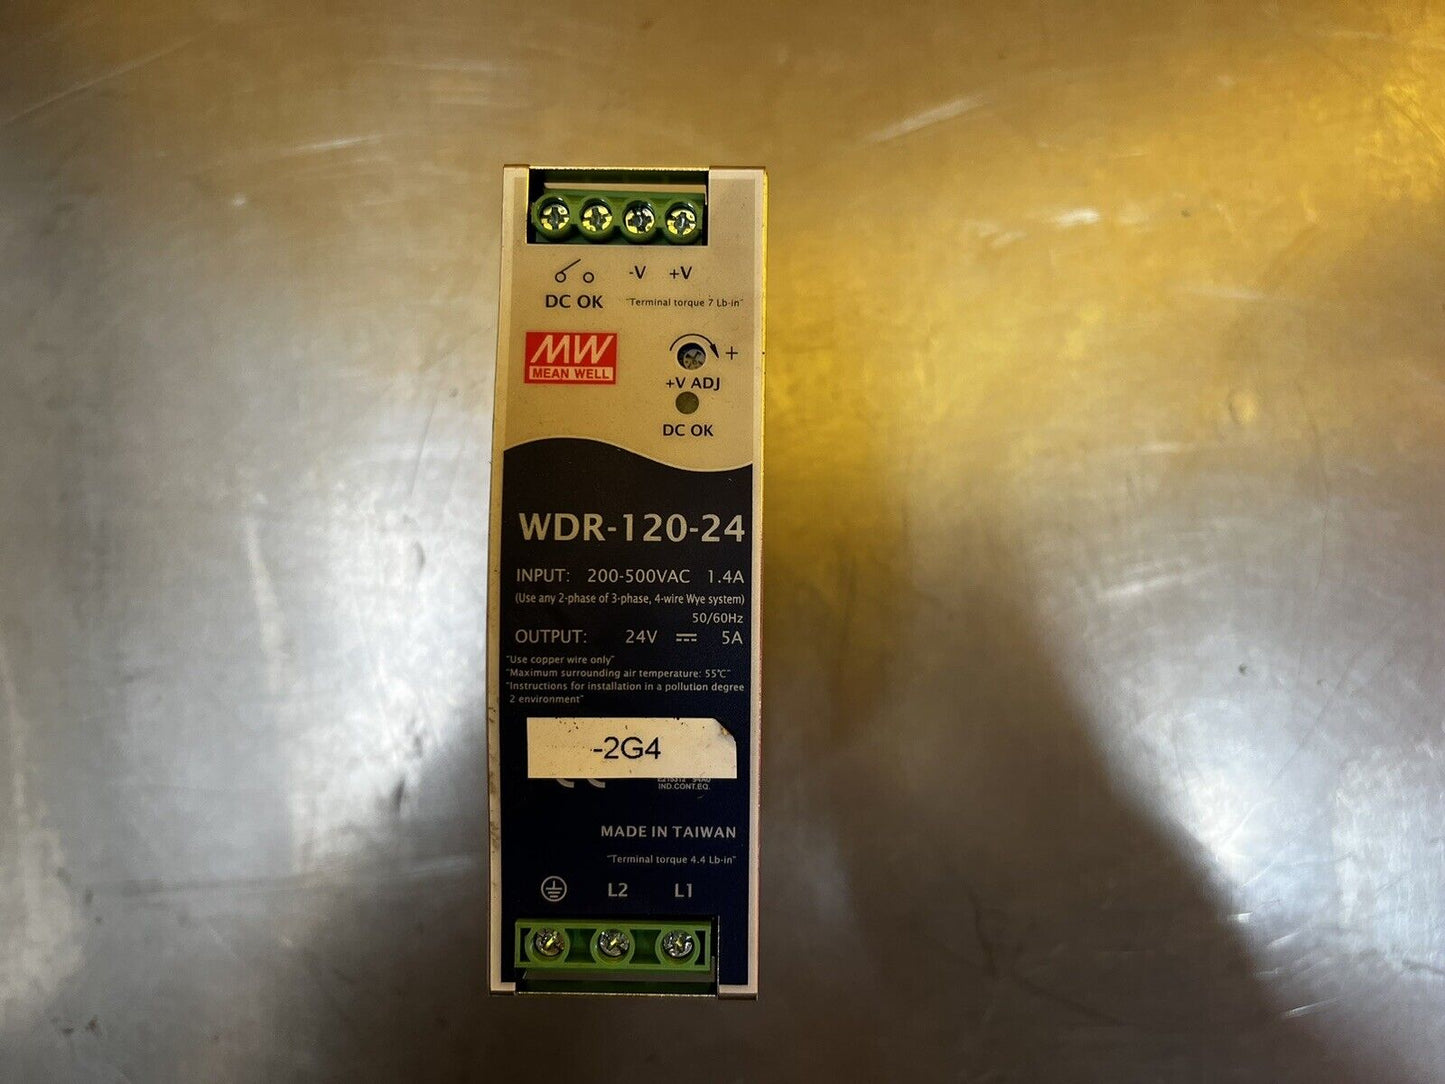 -V +V
DC OK "Terminal torque 7 Lb-in"
MW
MEAN WELL
+
+V ADJ
DC OK
WDR-120-24
INPUT: 200-500VAC 1.4A
(Use any 2-phase of 3-phase, 4-wire Wye system)
50/60Hz
OUTPUT: 24V 5A
"Use copper wire only"
"Maximum surrounding air temperature: 55℃"
"Instructions for installation in a pollution degree
2 environment"
-2G4
IND.CONT.EQ.
MADE IN TAIWAN
"Terminal torque 4.4 Lb-in"
L2 L1